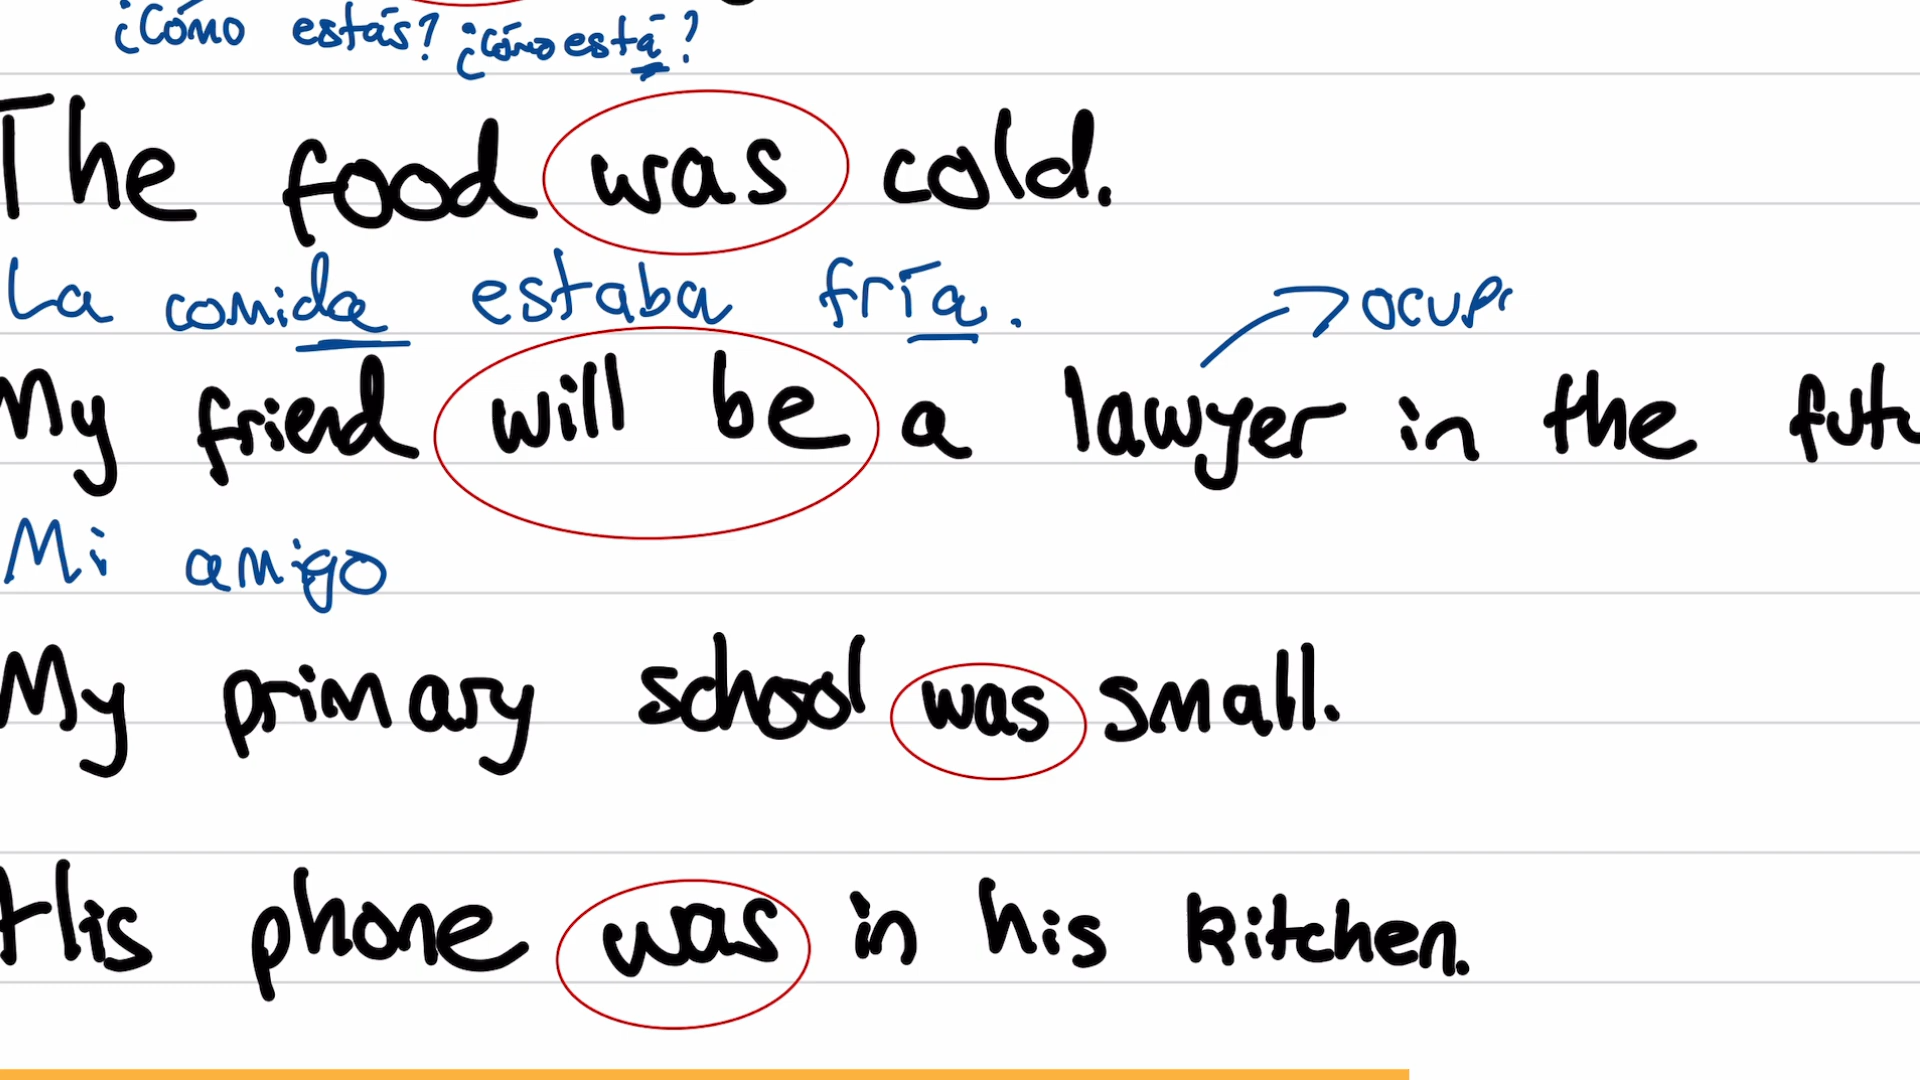 ¿Cómo estás? ¿Cómo está?
The food was cold.
La comida estaba fría.
ocup
My friend will be a lawyer in the futu
Mi amigo
My primary school was small.
His phone was in his kitchen.